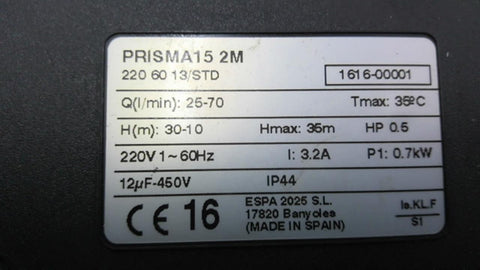 PRISMA15 2M
220 60 13/STD 1616-00001
Q(l/min): 25-70 Tmax: 35ºC
H(m): 30-10 Hmax: 35m HP 0.5
220V 1~60Hz I: 3.2A P1: 0.7kW
12µF-450V IP44
CE 16 ESPA 2025 S.L.
17820 Banyoles
(MADE IN SPAIN)
Is.KL.F
S1